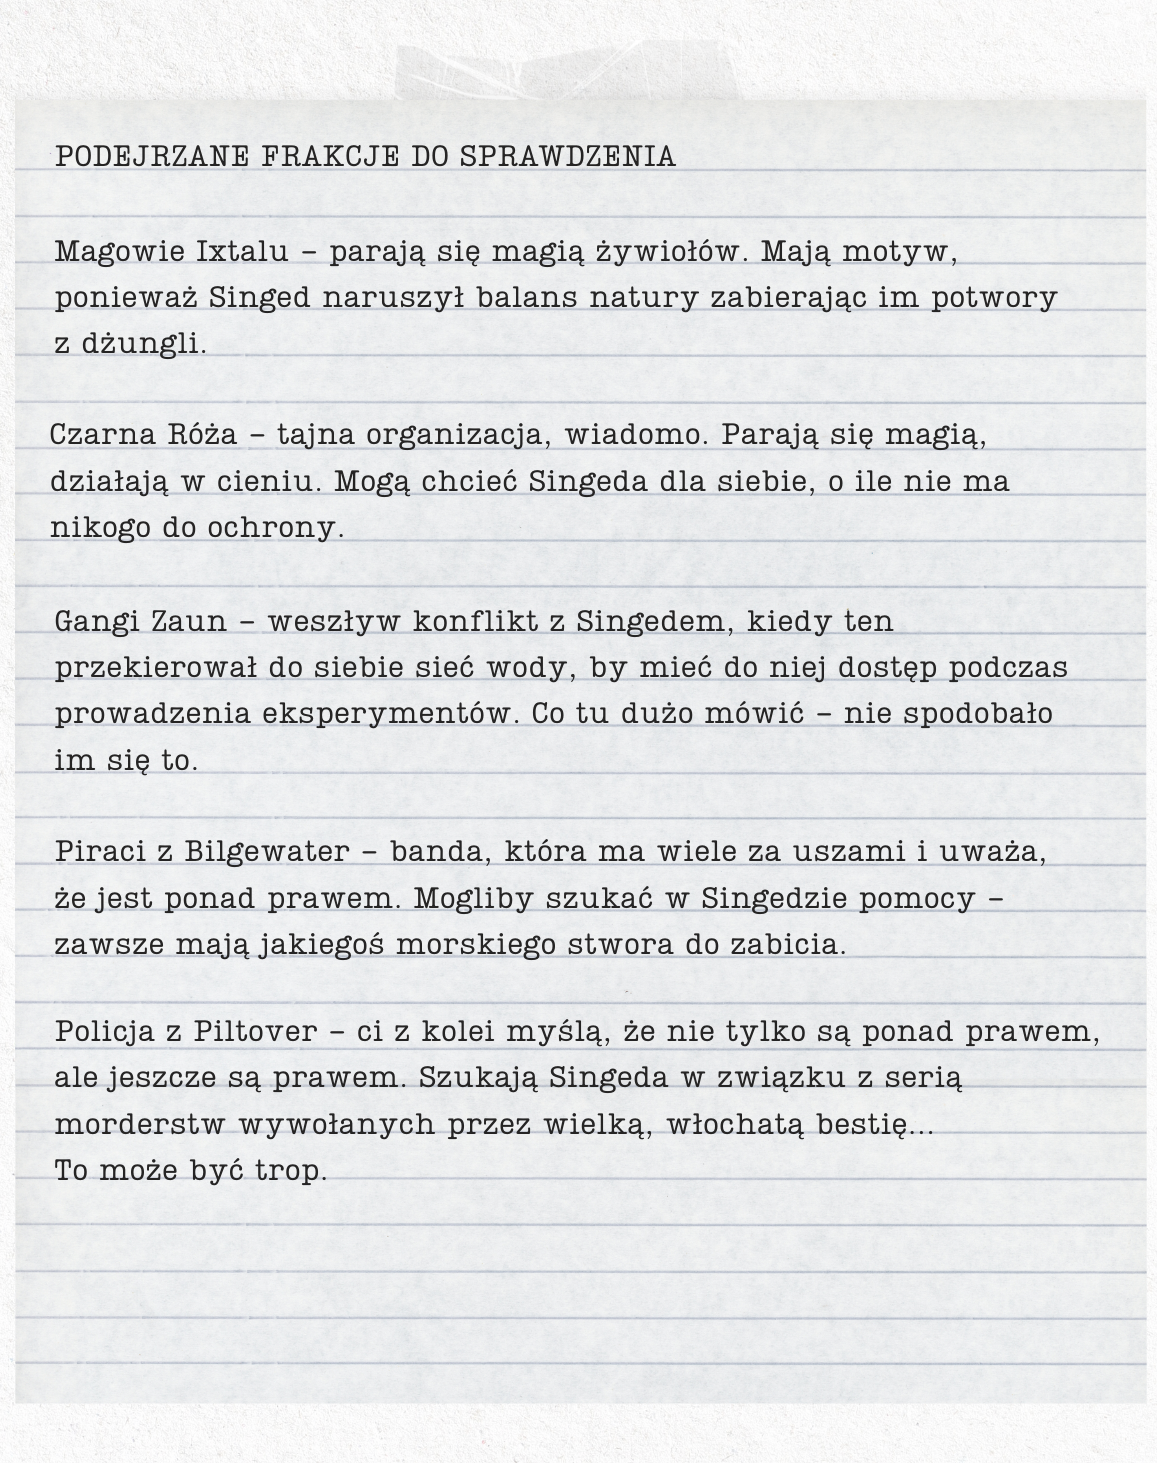 PODEJRZANE FRAKCJE DO SPRAWDZENIA
Magowie Ixtalu – parają się magią żywiołów. Mają motyw,
ponieważ Singed naruszył balans natury zabierając im potwory
z dżungli.
Czarna Róża – tajna organizacja, wiadomo. Parają się magią,
działają w cieniu. Mogą chcieć Singeda dla siebie, o ile nie ma
nikogo do ochrony.
Gangi Zaun – weszływ konflikt z Singedem, kiedy ten
przekierował do siebie sieć wody, by mieć do niej dostęp podczas
prowadzenia eksperymentów. Co tu dużo mówić – nie spodobało
im się to.
Piraci z Bilgewater – banda, która ma wiele za uszami i uważa,
że jest ponad prawem. Mogliby szukać w Singedzie pomocy –
zawsze mają jakiegoś morskiego stwora do zabicia.
Policja z Piltover – ci z kolei myślą, że nie tylko są ponad prawem,
ale jeszcze są prawem. Szukają Singeda w związku z serią
morderstw wywołanych przez wielką, włochatą bestię...
To może być trop.